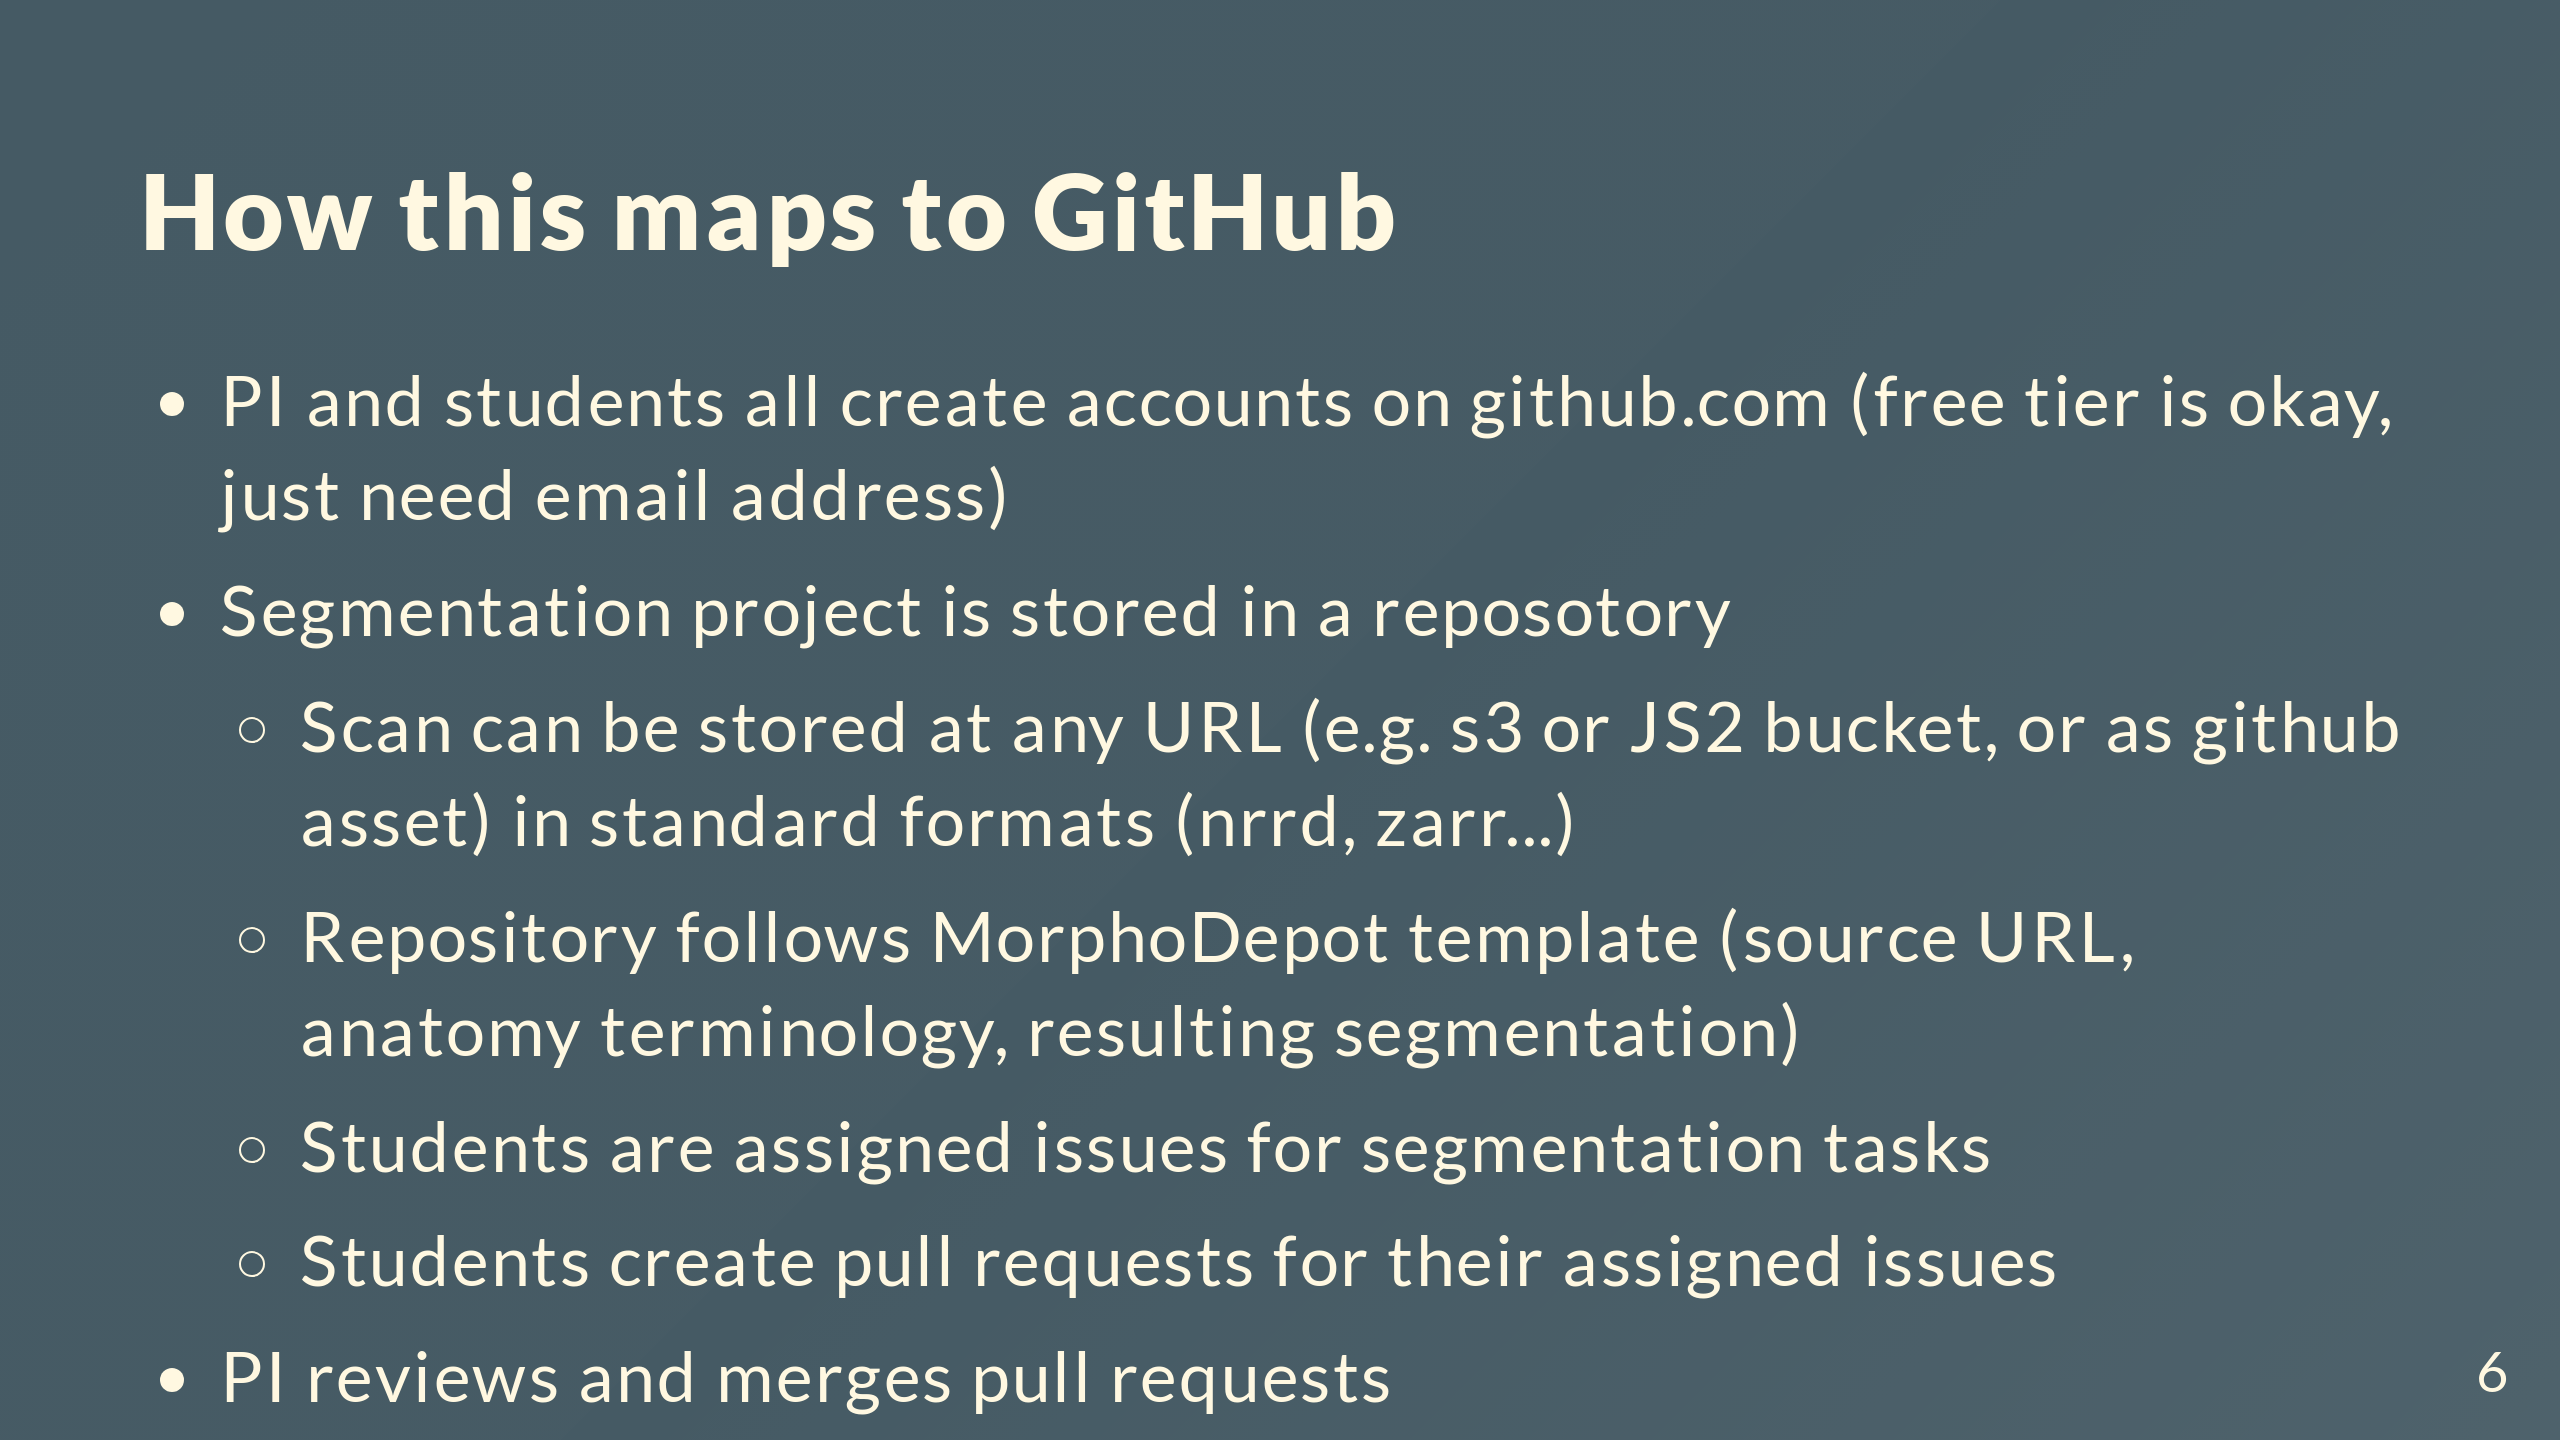 How this maps to GitHub
• PI and students all create accounts on github.com (free tier is okay,
just need email address)
• Segmentation project is stored in a reposotory
○ Scan can be stored at any URL (e.g. s3 or JS2 bucket, or as github
asset) in standard formats (nrrd, zarr...)
○ Repository follows MorphoDepot template (source URL,
anatomy terminology, resulting segmentation)
○ Students are assigned issues for segmentation tasks
○ Students create pull requests for their assigned issues
• PI reviews and merges pull requests
6